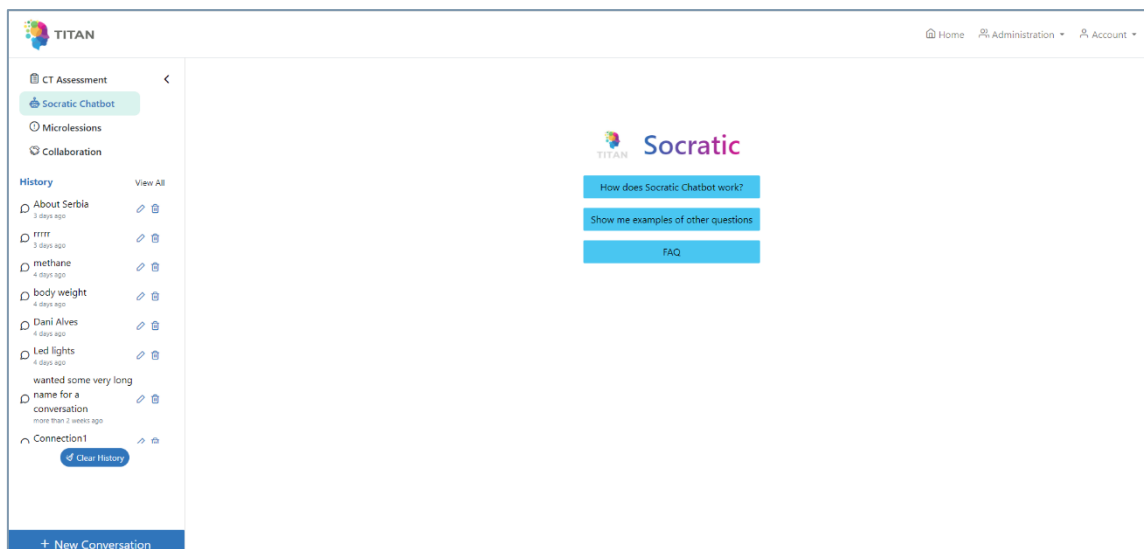 TITAN
Home Administration Account
CT Assessment
Socratic Chatbot
Microlessions
Collaboration
History View All
About Serbia
3 days ago
rrrrr
3 days ago
methane
4 days ago
body weight
4 days ago
Dani Alves
4 days ago
Led lights
4 days ago
wanted some very long
name for a
conversation
more than 2 weeks ago
Connection1
Clear History
+ New Conversation
TITAN
Socratic
How does Socratic Chatbot work?
Show me examples of other questions
FAQ